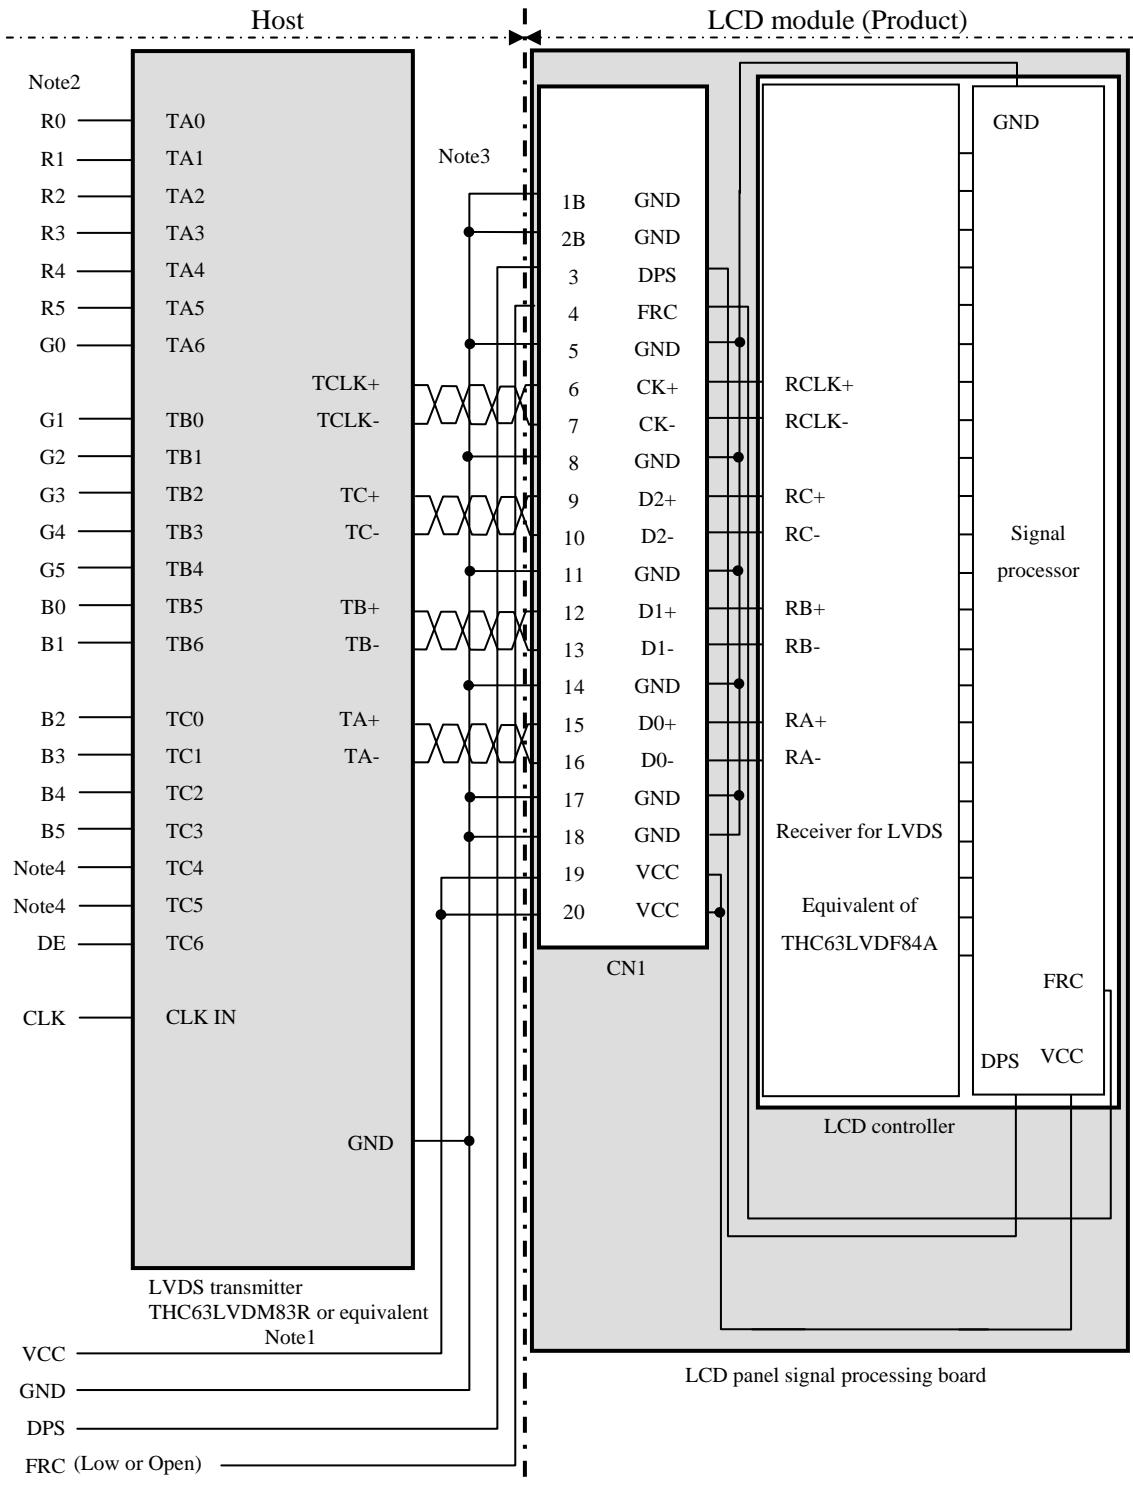 Host
LCD module (Product)
Note2
R0 TA0
R1 TA1
R2 TA2
R3 TA3
R4 TA4
R5 TA5
G0 TA6
TCLK+
G1 TB0 TCLK-
G2 TB1
G3 TB2 TC+
G4 TB3 TC-
G5 TB4
B0 TB5 TB+
B1 TB6 TB-
B2 TC0 TA+
B3 TC1 TA-
B4 TC2
B5 TC3
Note4 TC4
Note4 TC5
DE TC6
CLK CLK IN
GND
LVDS transmitter
THC63LVDM83R or equivalent
Note1
VCC
GND
DPS
FRC (Low or Open)
Note3
1B GND
2B GND
3 DPS
4 FRC
5 GND
6 CK+
7 CK-
8 GND
9 D2+
10 D2-
11 GND
12 D1+
13 D1-
14 GND
15 D0+
16 D0-
17 GND
18 GND
19 VCC
20 VCC
CN1
RCLK+
RCLK-
RC+
RC-
RB+
RB-
RA+
RA-
Receiver for LVDS
Equivalent of
THC63LVDF84A
GND
Signal
processor
FRC
DPS VCC
LCD controller
LCD panel signal processing board